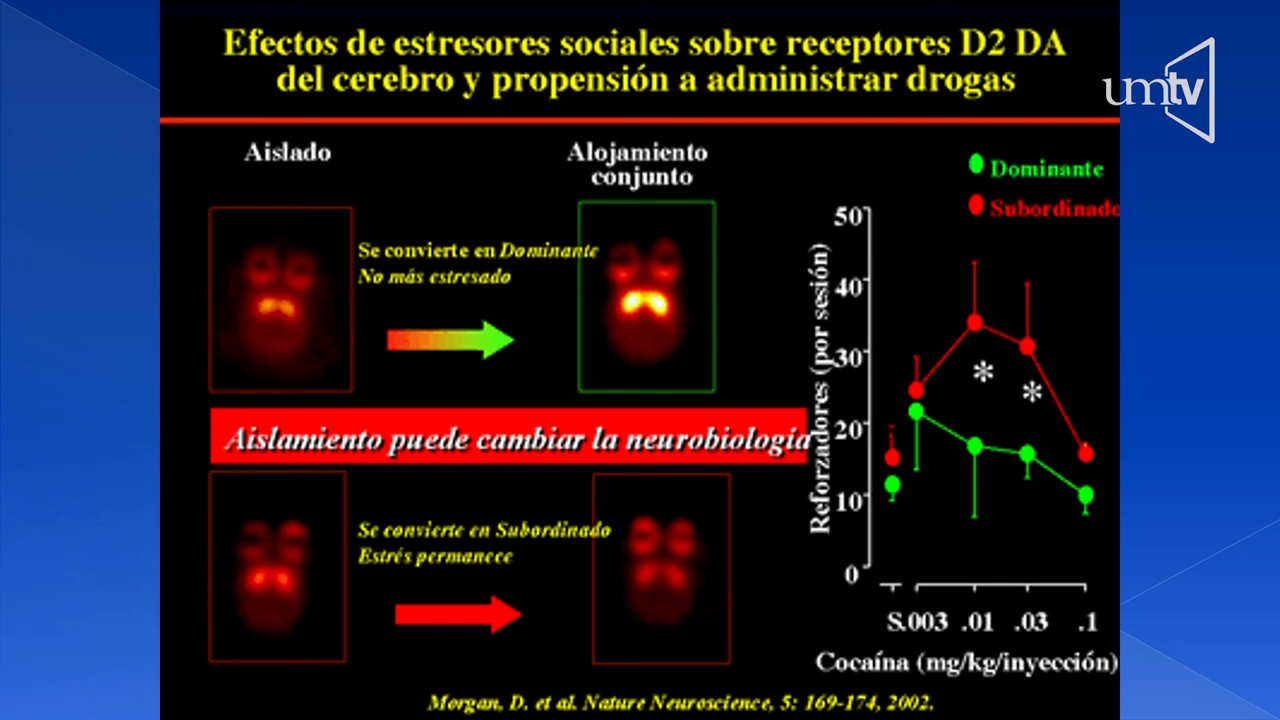 Efectos de estresores sociales sobre receptores D2 DA
del cerebro y propensión a administrar drogas
umtv
Aislado
Alojamiento
conjunto
Se convierte en Dominante
No más estresado
Aislamiento puede cambiar la neurobiología
Se convierte en Subordinado
Estrés permanece
Dominante
Subordinado
Reforzadores (por sesión)
50
40
30
20
10
0
S .003 .01 .03 .1
Cocaína (mg/kg/inyección)
*
*
Morgan, D. et al. Nature Neuroscience, 5: 169-174, 2002.